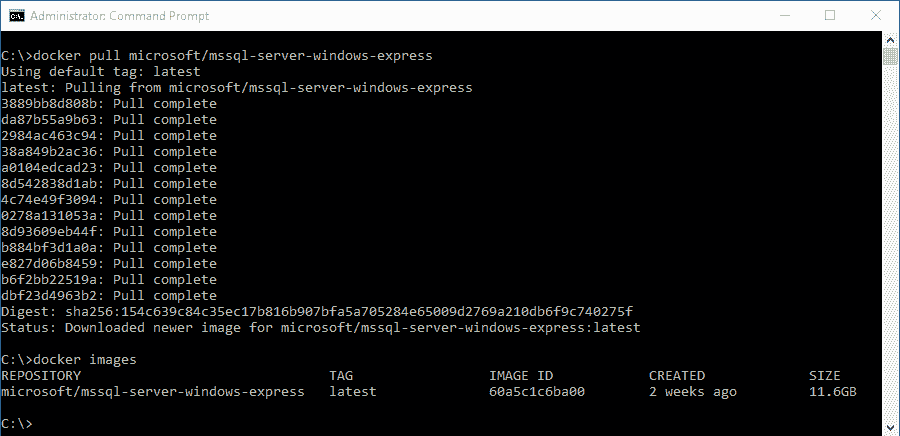 Administrator: Command Prompt
C:\>docker pull microsoft/mssql-server-windows-express
Using default tag: latest
latest: Pulling from microsoft/mssql-server-windows-express
3889bb8d808b: Pull complete
da87b55a9b63: Pull complete
2984ac463c94: Pull complete
38a849b2ac36: Pull complete
a0104edcad23: Pull complete
8d542838d1ab: Pull complete
4c74e49f3094: Pull complete
0278a131053a: Pull complete
8d93609eb44f: Pull complete
b884bf3d1a0a: Pull complete
e827d06b8459: Pull complete
b6f2bb22519a: Pull complete
dbf23d4963b2: Pull complete
Digest: sha256:154c639c84c35ec17b816b907bfa5a705284e65009d2769a210db6f9c740275f
Status: Downloaded newer image for microsoft/mssql-server-windows-express:latest
C:\>docker images
REPOSITORY TAG IMAGE ID CREATED SIZE
microsoft/mssql-server-windows-express latest 60a5c1c6ba00 2 weeks ago 11.6GB
C:\>